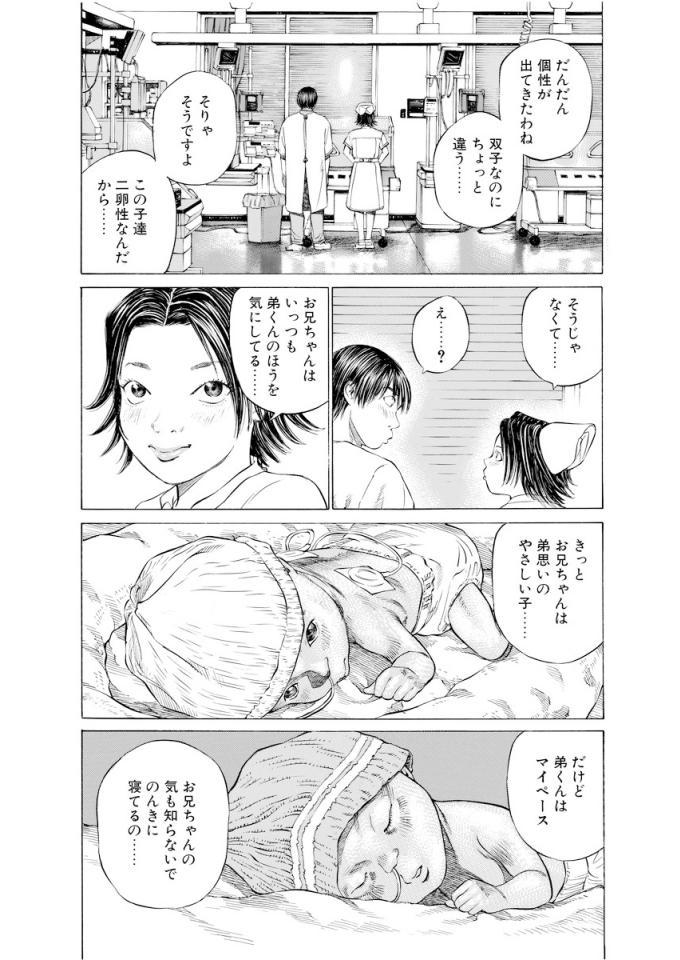 だんだん
個性が
出てきたわね
双子なのに
ちょっと
違う……
そりゃ
そうですよ
この子達
二卵性なんだ
から……
そうじゃ
なくて…
え……？
お兄ちゃんは
いっつも
弟くんのほうを
気にしてる……
きっと
お兄ちゃんは
弟思いの
やさしい子……
だけど
弟くんは
マイペース
お兄ちゃんの
気も知らないで
のんきに
寝てるの……